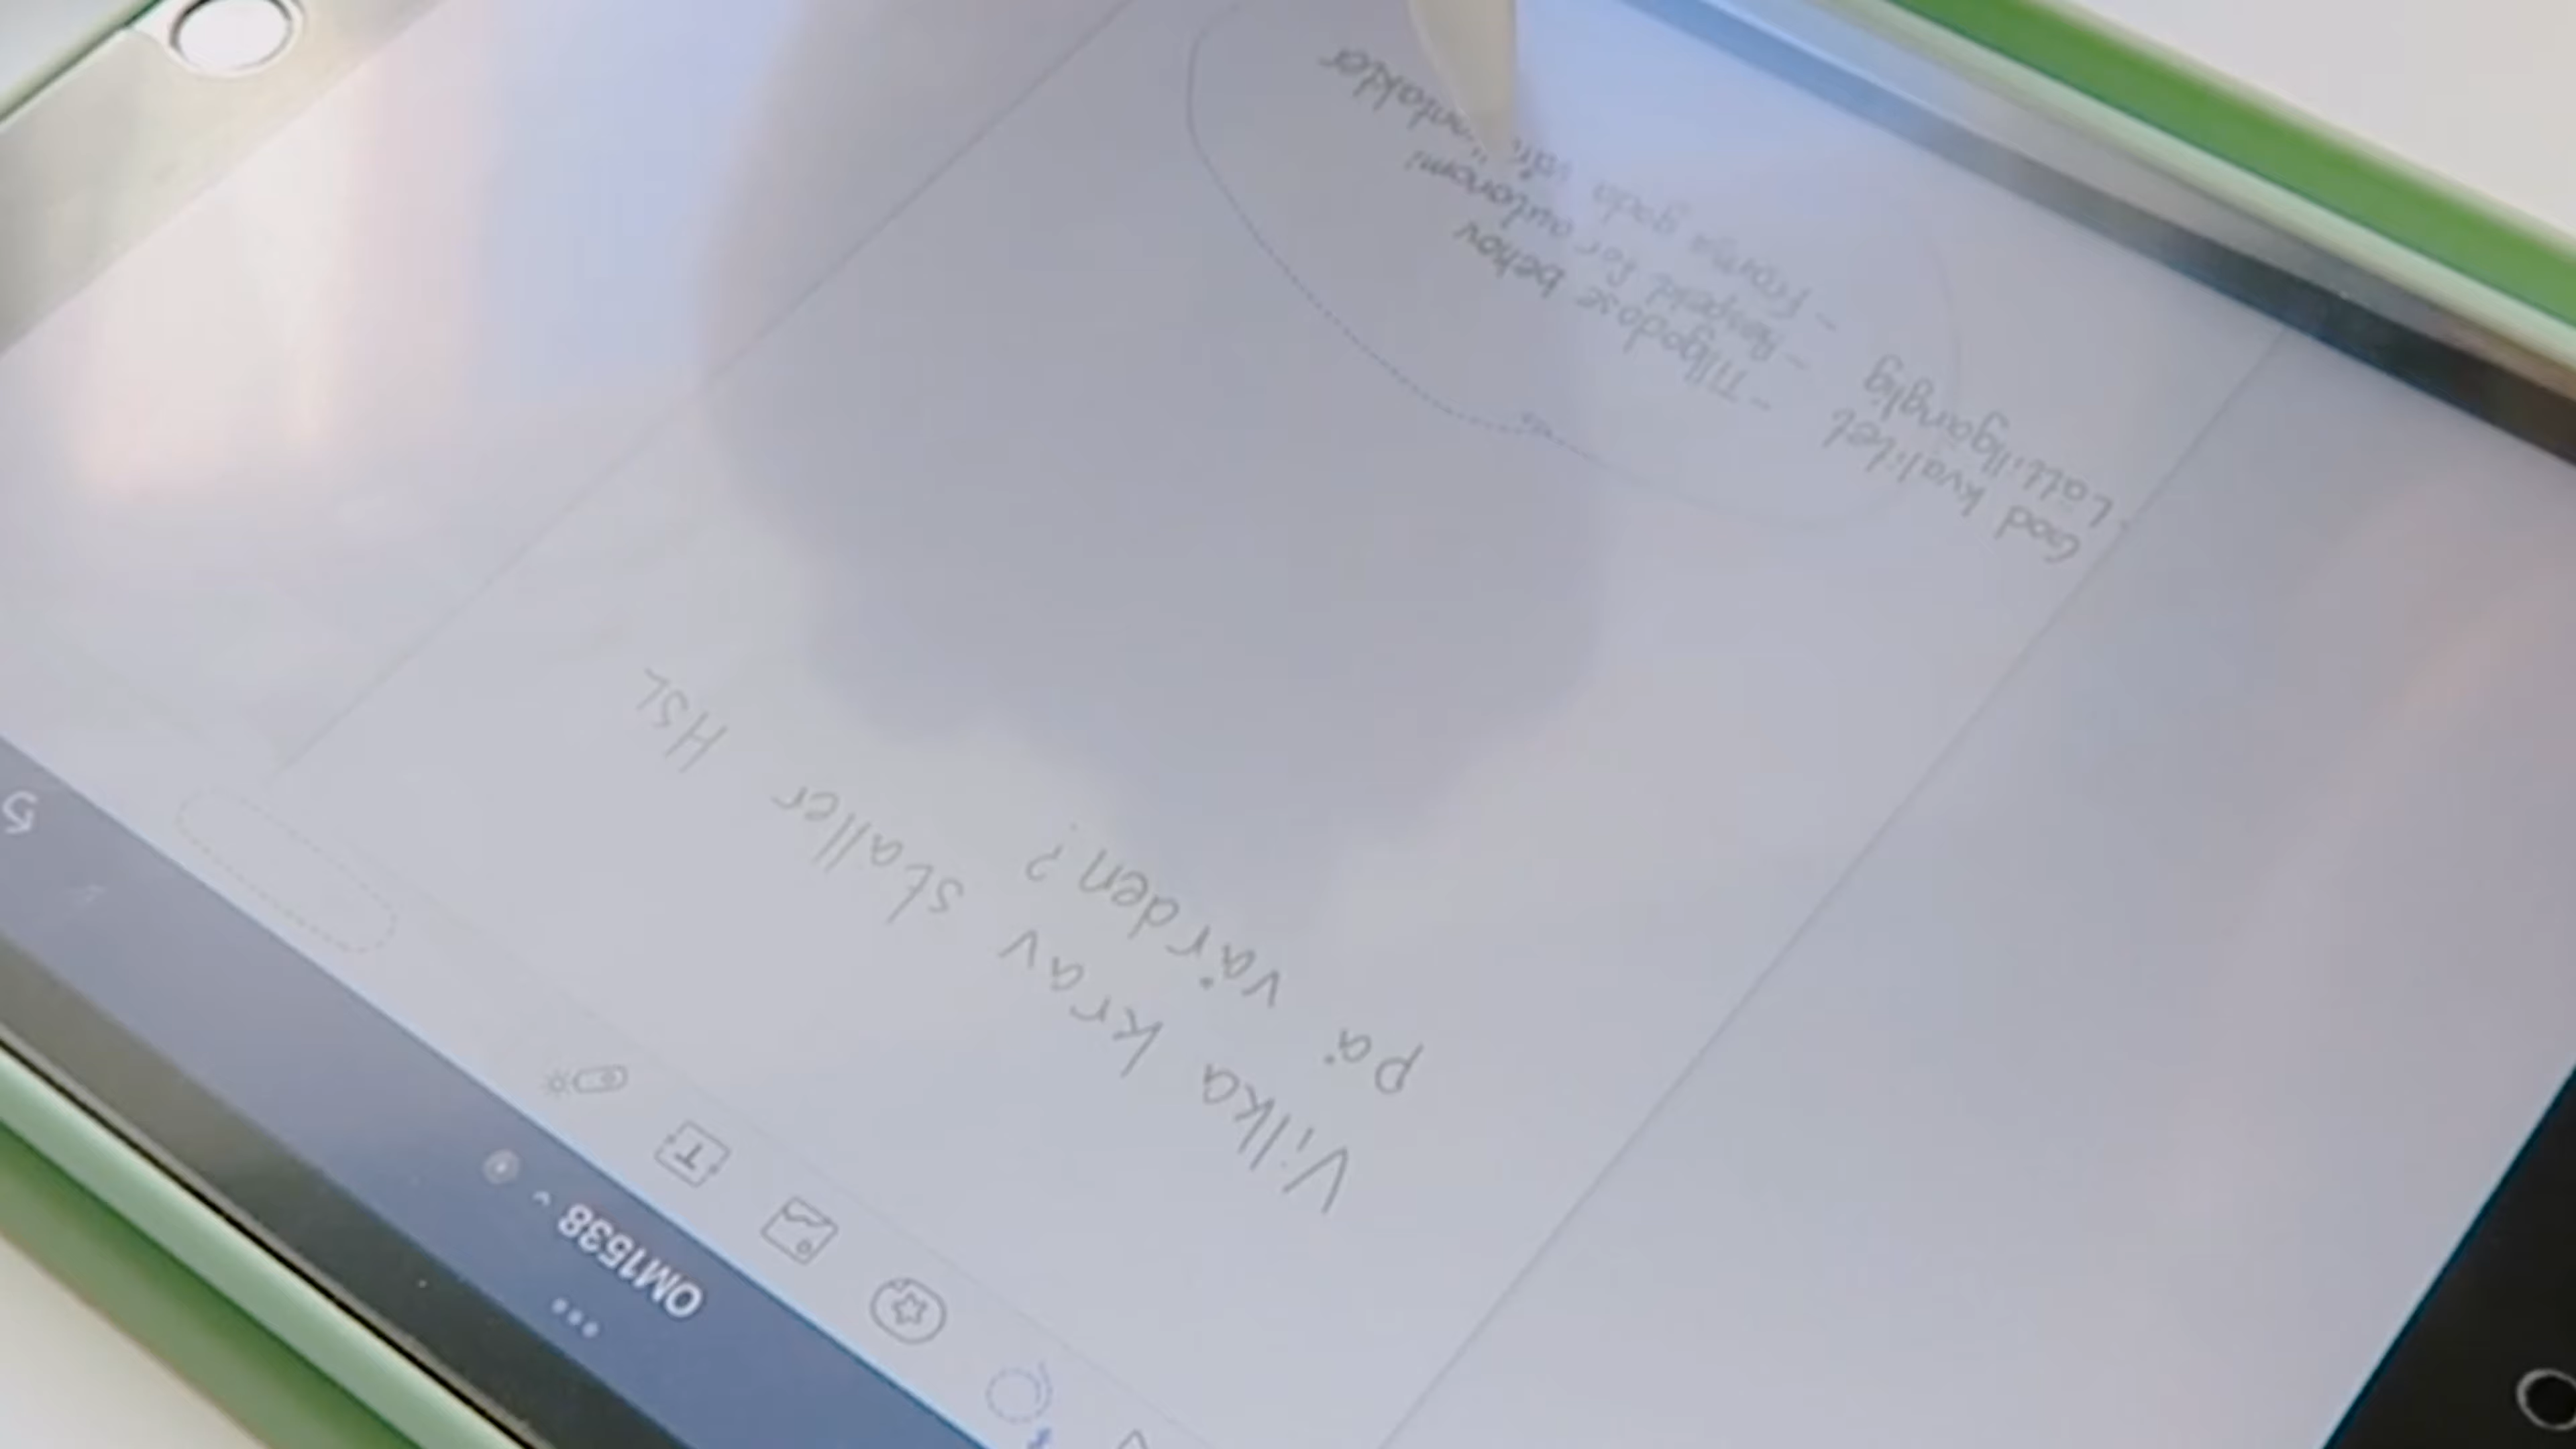 OM1538
Vilka krav ställer HSL
på vården?
God kvalitet
Lättillgänglig
- Tillgodose behov
- Respekt för autonomi
- Främja goda